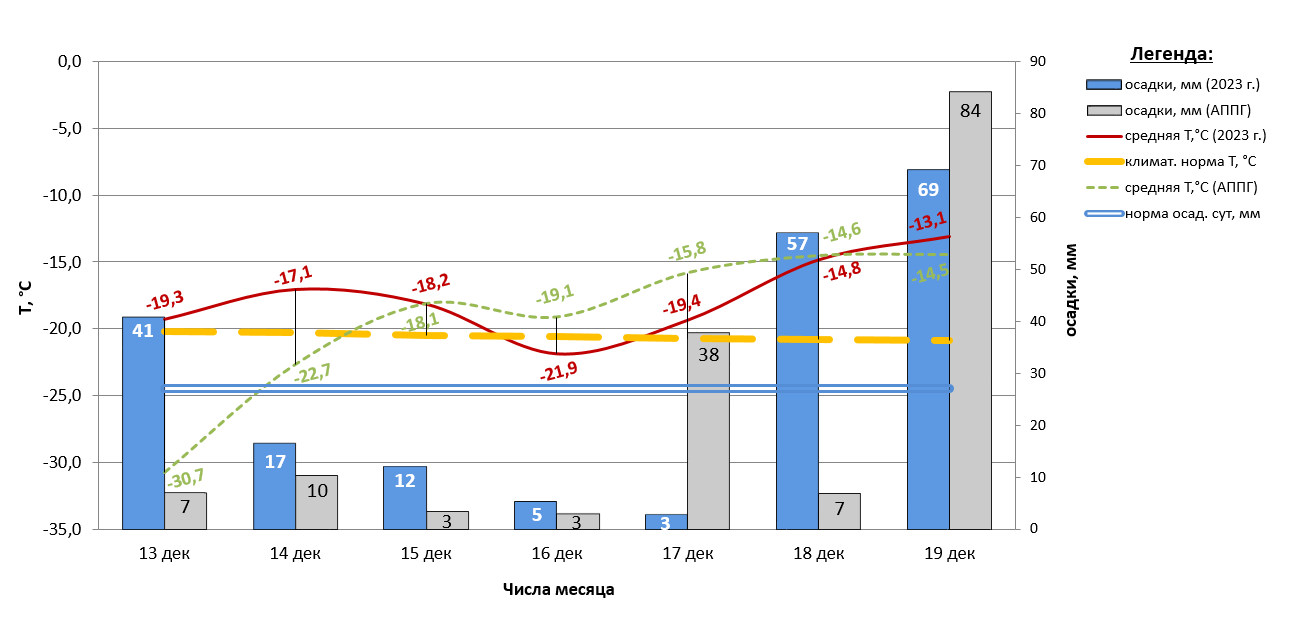 Легенда:
осадки, мм (2023 г.)
осадки, мм (АППГ)
средняя Т,°С (2023 г.)
климат. норма Т, °С
средняя Т,°С (АППГ)
норма осад. сут, мм
Т, °С
0,0
-5,0
-10,0
-15,0
-20,0
-25,0
-30,0
-35,0
90
80
70
60
50
40
30
20
10
0
осадки, мм
-19,3
-17,1
-18,2
-21,9
-19,4
-14,8
-13,1
-30,7
-22,7
-18,1
-19,1
-15,8
-14,6
-14,5
41
17
12
5
3
57
69
7
10
3
3
38
7
84
13 дек
14 дек
15 дек
16 дек
17 дек
18 дек
19 дек
Числа месяца